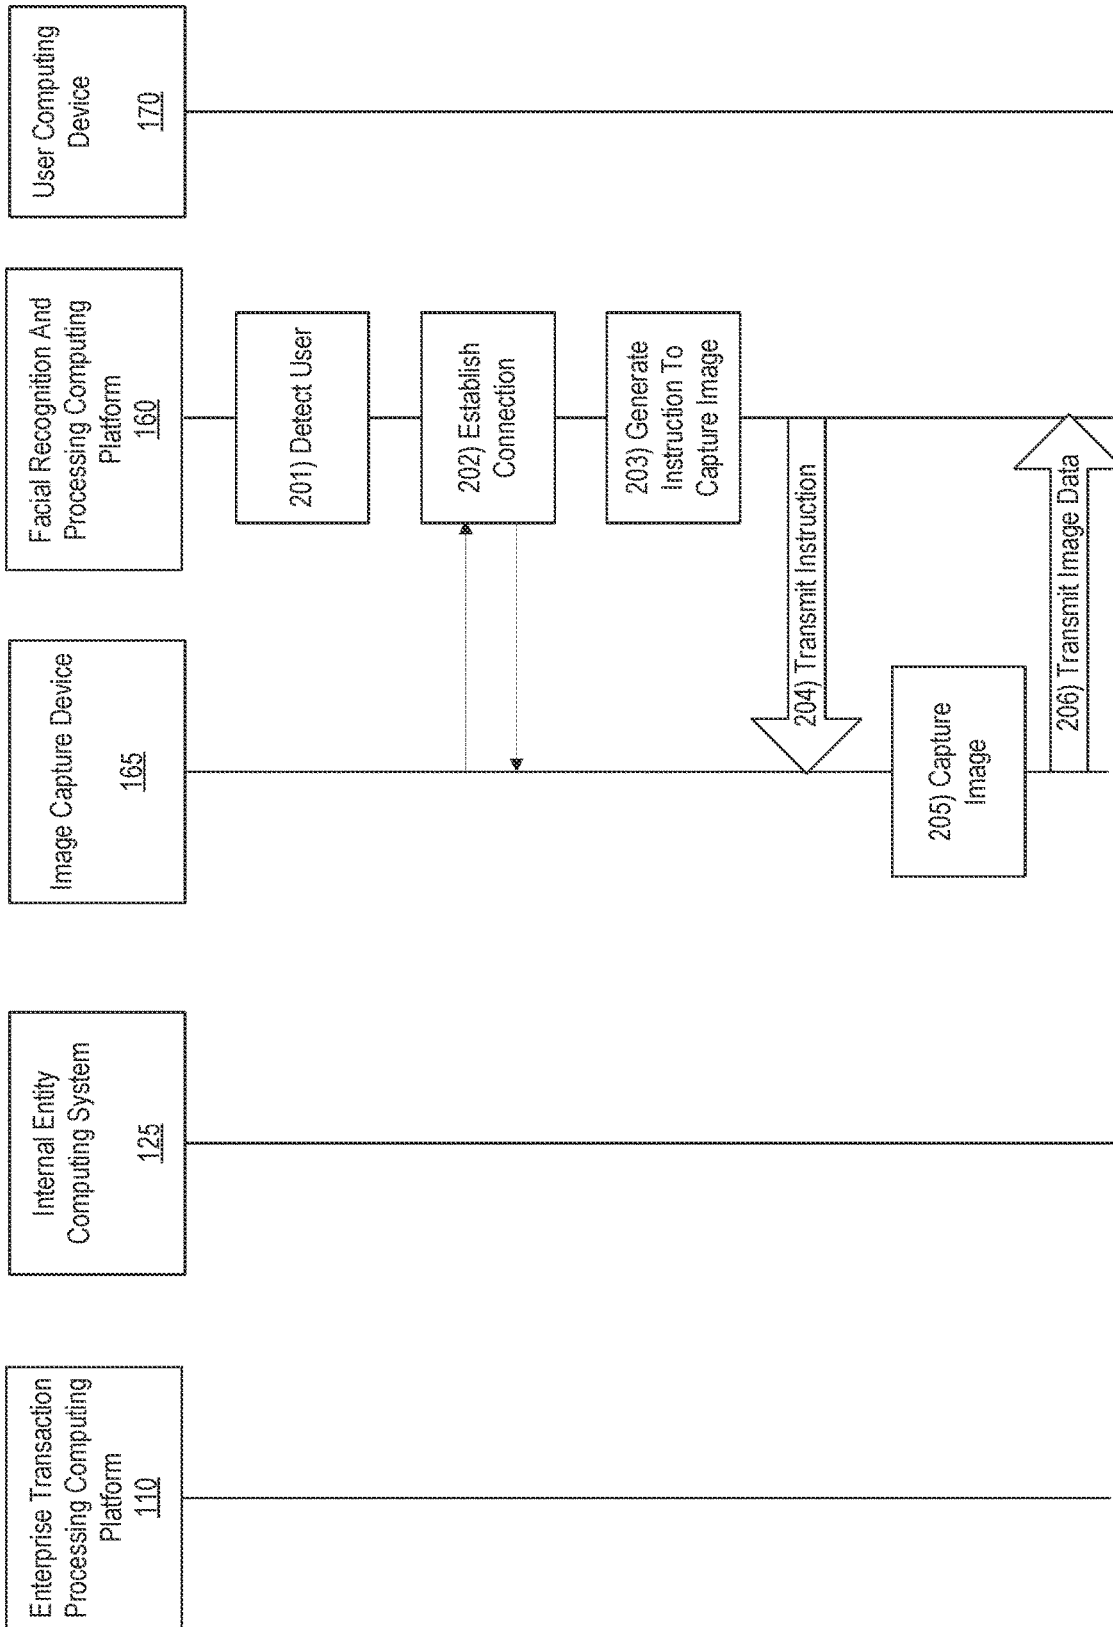 Enterprise Transaction
Processing Computing
Platform
110
Internal Entity
Computing System
125
Image Capture Device
165
Facial Recognition And
Processing Computing
Platform
160
User Computing
Device
170
201) Detect User
202) Establish
Connection
203) Generate
Instruction To
Capture Image
204) Transmit Instruction
205) Capture
Image
206) Transmit Image Data